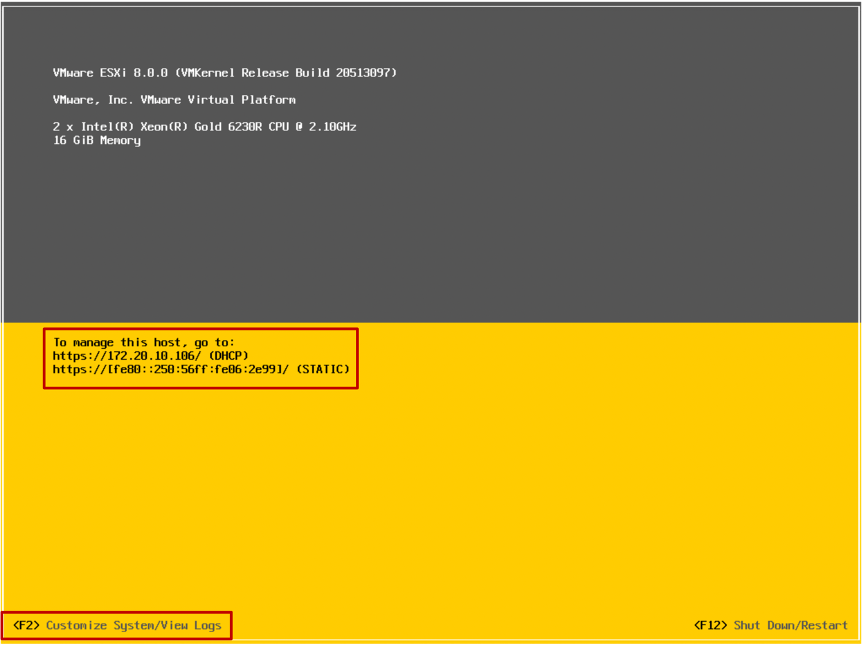 VMware ESXi 8.0.0 (VMKernel Release Build 20513097)
VMware, Inc. VMware Virtual Platform
2 x Intel(R) Xeon(R) Gold 6230R CPU @ 2.10GHz
16 GiB Memory
To manage this host, go to:
https://172.20.10.106/ (DHCP)
https://[fe80::250:56ff:fe06:2e99]/ (STATIC)
<F2> Customize System/View Logs
<F12> Shut Down/Restart